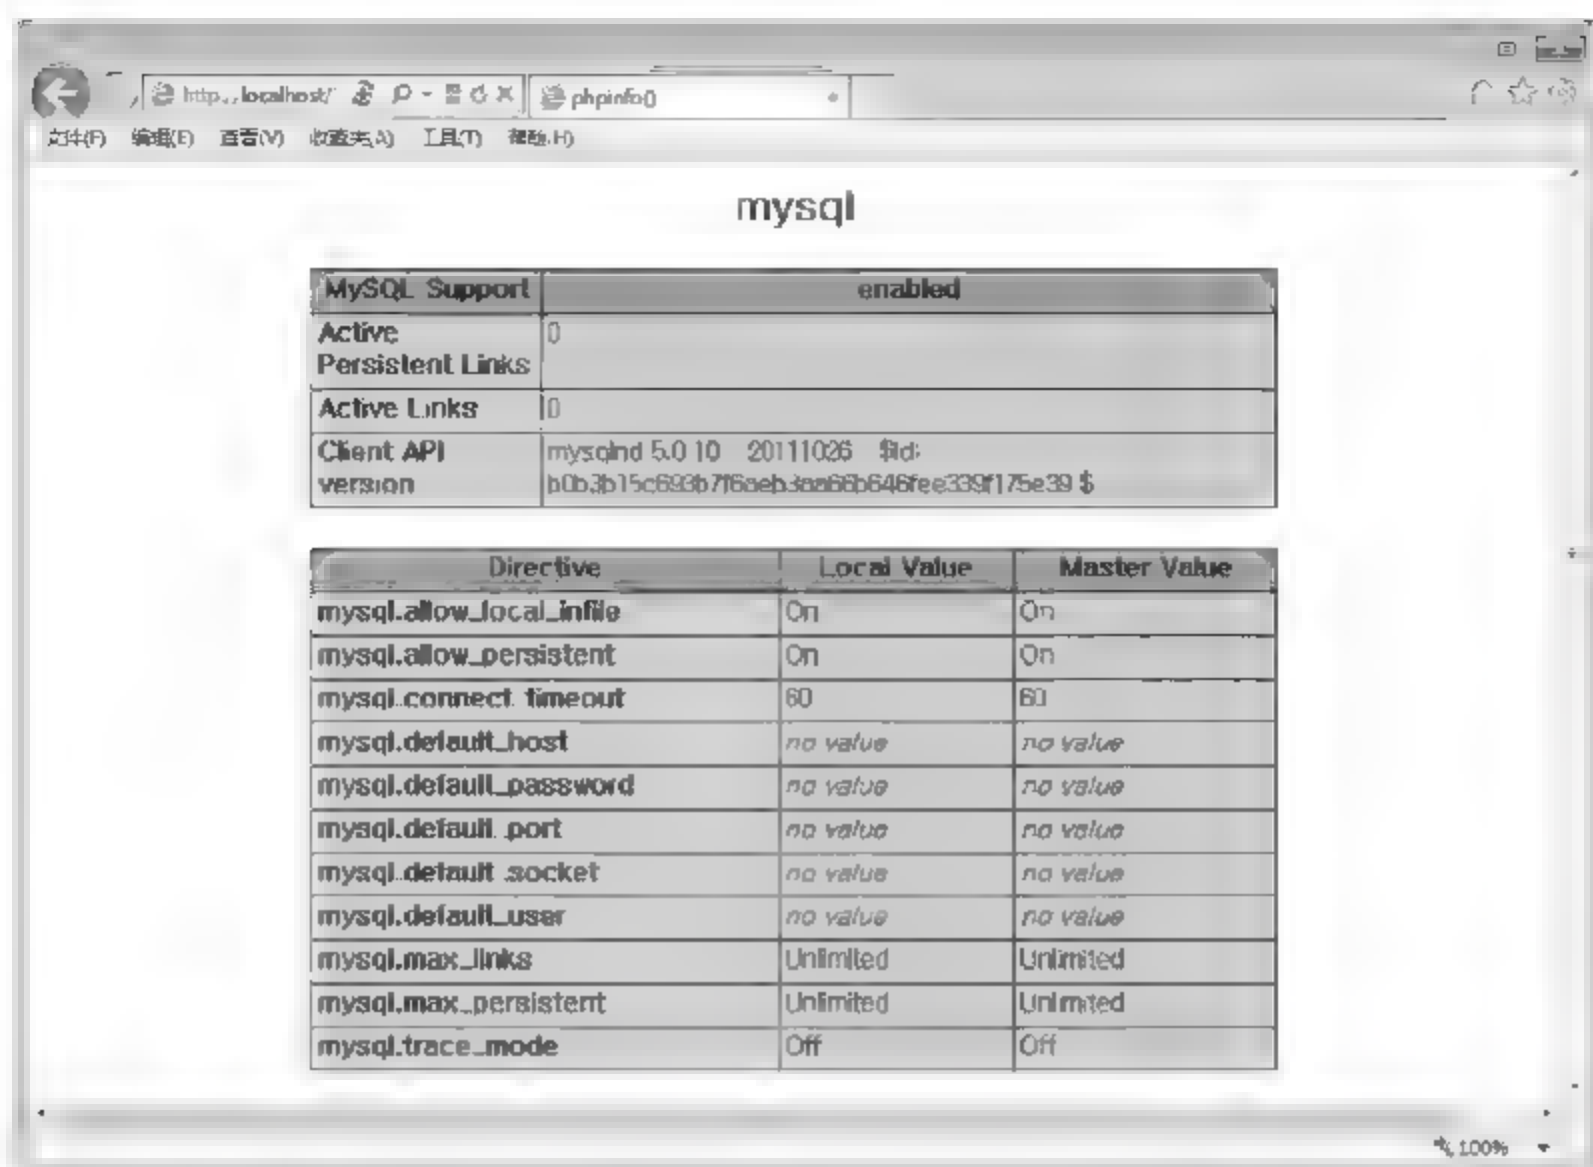 localhost/
phpinfo()
文件(F) 编辑(E) 查看(V) 收藏夹(A) 工具(T) 帮助(H)
mysql
MySQL Support enabled
Active Persistent Links 0
Active Links 0
Client API version mysqlnd 5.0.10 20111026 $Id:
$
Directive Local Value Master Value
mysql.allow_local_infile On On
mysql.allow_persistent On On
mysql.connect_timeout 60 60
mysql.default_host no value no value
mysql.default_password no value no value
mysql.default_port no value no value
mysql.default_socket no value no value
mysql.default_user no value no value
mysql.max_links Unlimited Unlimited
mysql.max_persistent Unlimited Unlimited
mysql.trace_mode Off Off
100%